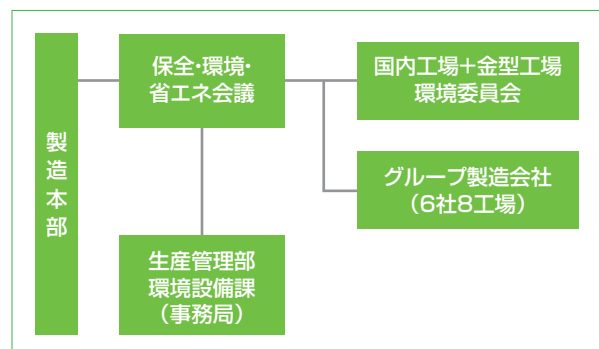 製造本部
保全・環境・
省エネ会議
国内工場＋金型工場
環境委員会
グループ製造会社
（6社8工場）
生産管理部
環境設備課
（事務局）